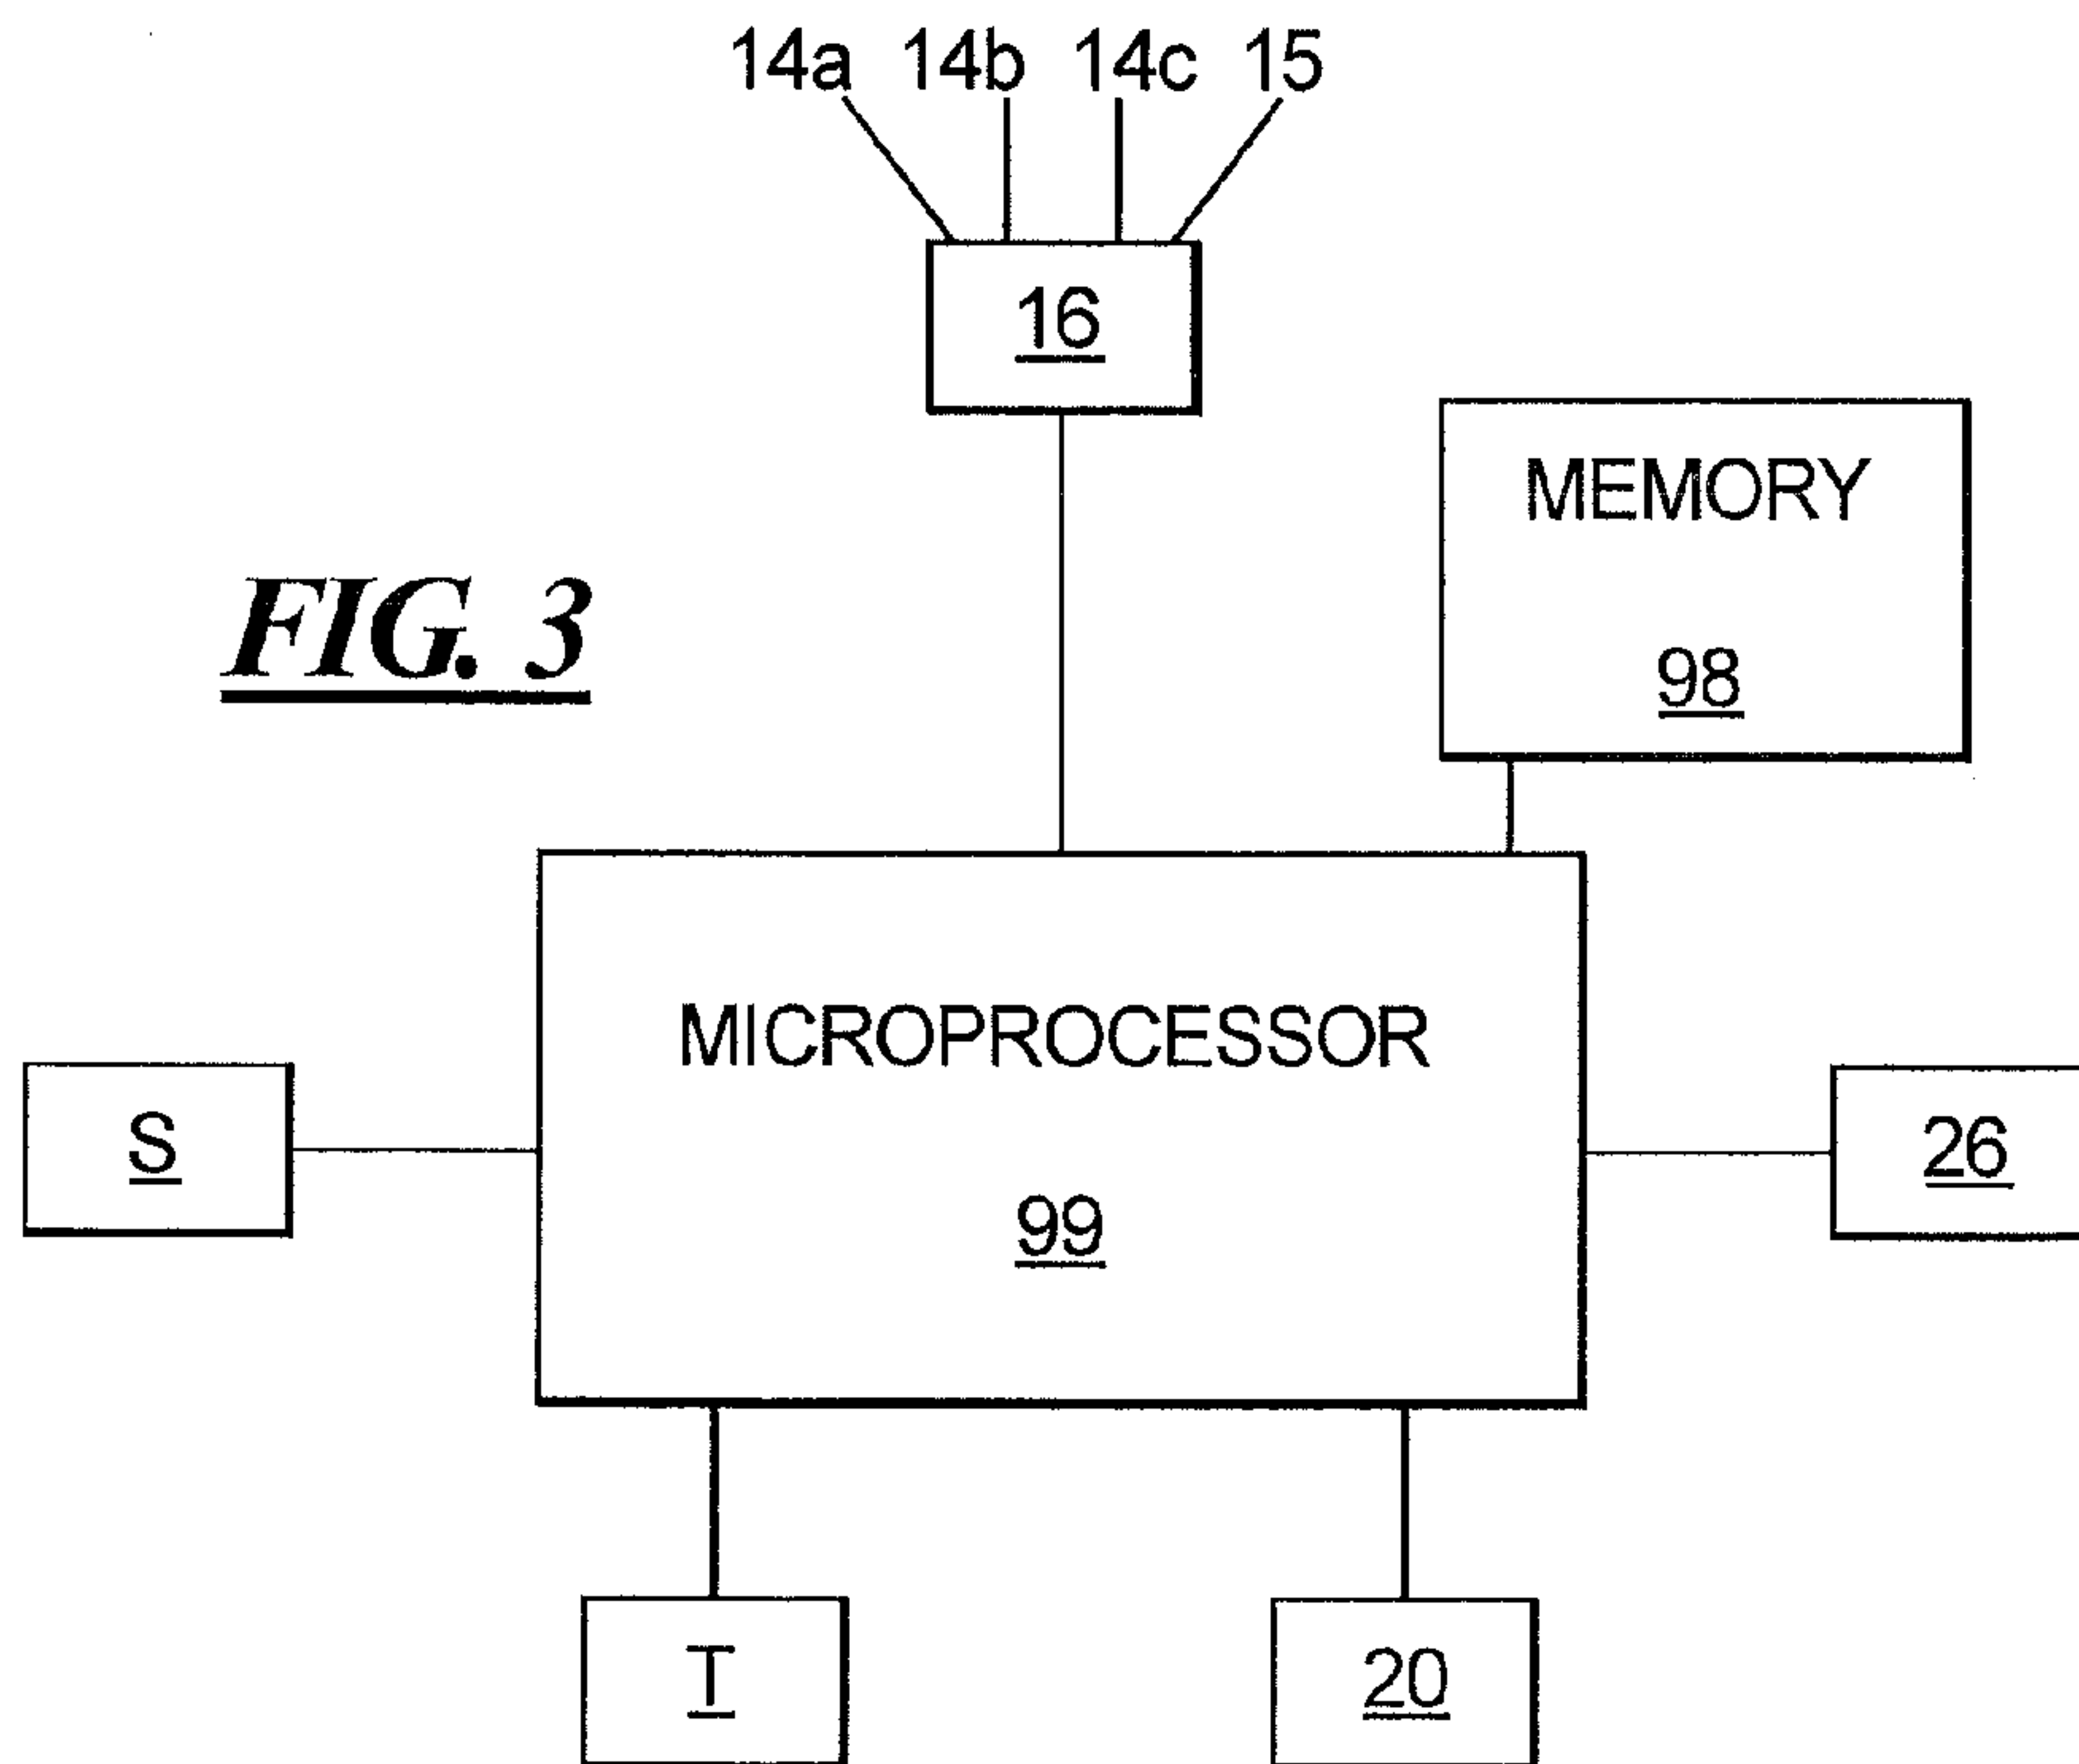 14a 14b 14c 15
16
MEMORY
98
FIG. 3
MICROPROCESSOR
99
S
26
T
20